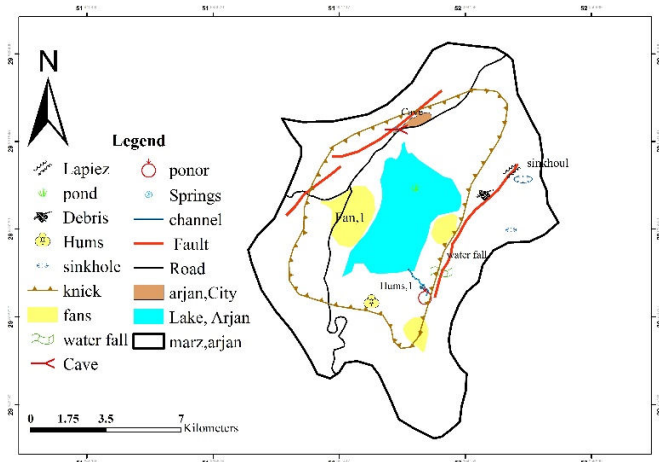 N
Legend
Lapiez
pond
Debris
Hums
sinkhole
knick
fans
water fall
Cave
ponor
Springs
channel
Fault
Road
arjan,City
Lake, Arjan
marz,arjan
0 1.75 3.5 7
Kilometers
Cave
sinkhoul
Fan,1
water fall
Hums,1